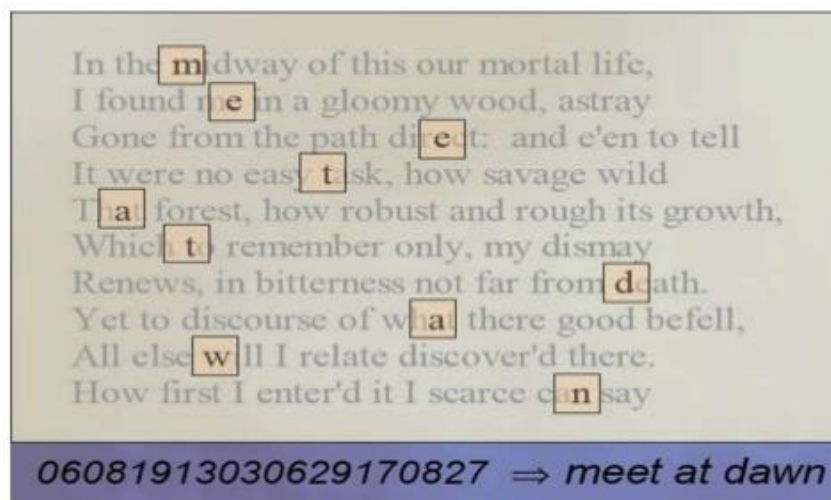 In the midway of this our mortal life,
I found me in a gloomy wood, astray
Gone from the path direct: and e'en to tell
It were no easy task, how savage wild
That forest, how robust and rough its growth,
Which to remember only, my dismay
Renews, in bitterness not far from death.
Yet to discourse of what there good befell,
All else will I relate discover'd there.
How first I enter'd it I scarce can say
06081913030629170827 ⇒ meet at dawn